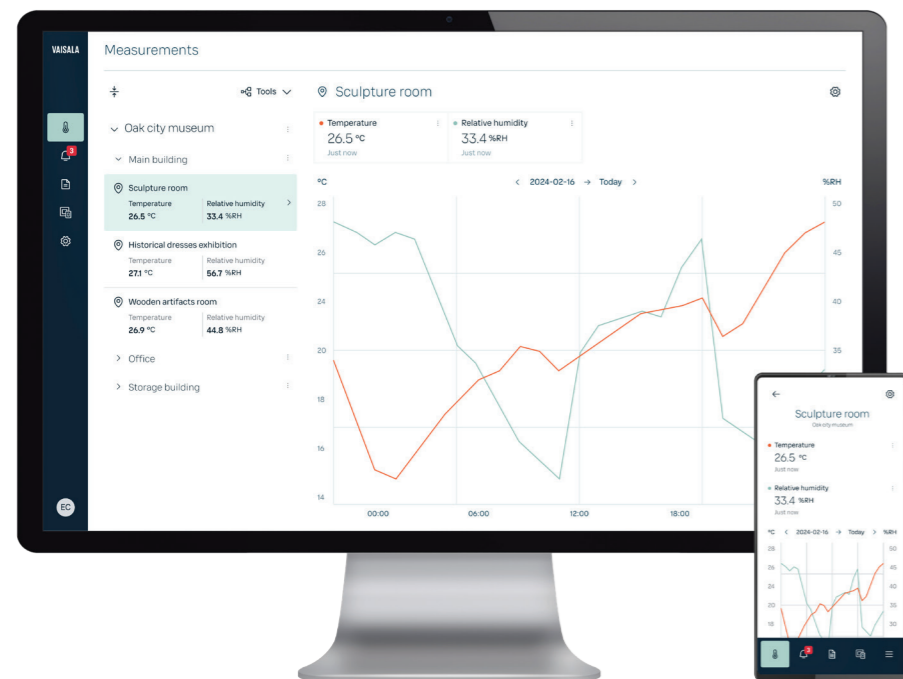 VAISALA
Measurements
Tools
Oak city museum
Main building
Sculpture room
Temperature Relative humidity
26.5 °C 33.4 %RH
Historical dresses exhibition
Temperature Relative humidity
27.1 °C 56.7 %RH
Wooden artifacts room
Temperature Relative humidity
26.9 °C 44.8 %RH
Office
Storage building
3
EC
Sculpture room
Temperature Relative humidity
26.5 °C 33.4 %RH
Just now Just now
°C < 2024-02-16 → Today > %RH
28 50
26 45
24 40
20 35
18
16
14
00:00 06:00 12:00 18:00
Sculpture room
Oak city museum
Temperature
26.5 °C
Just now
Relative humidity
33.4 %RH
Just now
°C < 2024-02-16 → Today > %RH
28 50
26 45
24 40
20 35
18 30
3